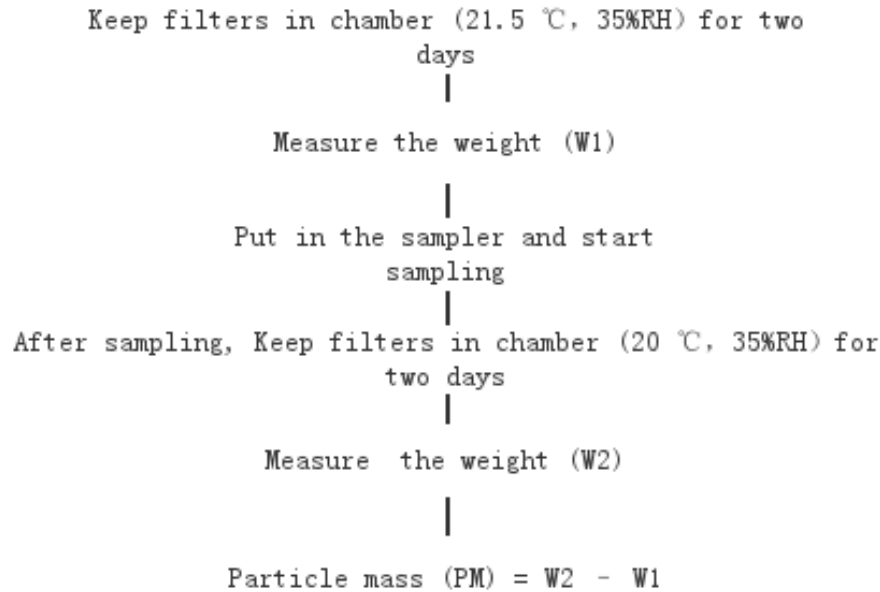 Keep filters in chamber (21.5 ℃, 35%RH) for two
days
Measure the weight (W1)
Put in the sampler and start
sampling
After sampling, Keep filters in chamber (20 ℃, 35%RH) for
two days
Measure  the weight (W2)
Particle mass (PM) = W2 - W1